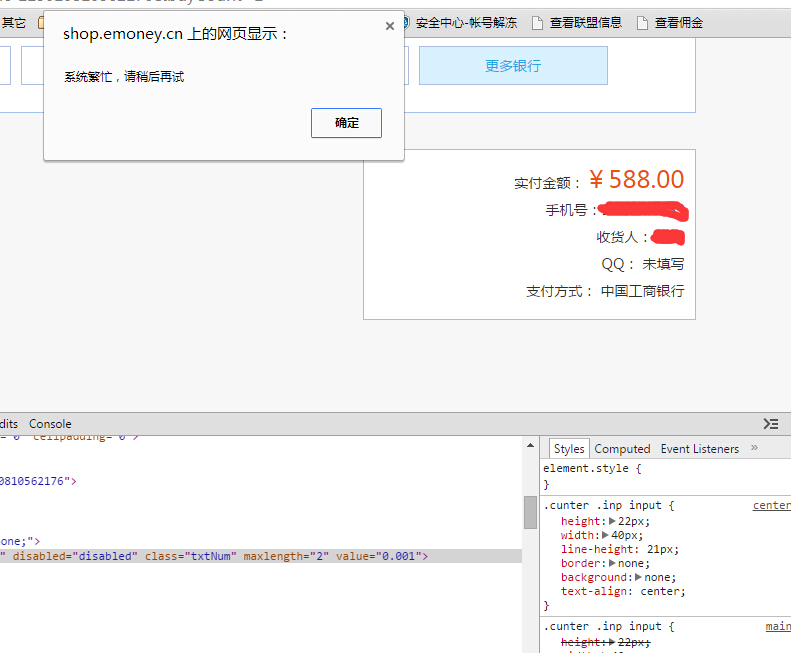 其它
安全中心-帐号解冻
查看联盟信息
查看佣金
shop.emoney.cn 上的网页显示：
×
系统繁忙，请稍后再试
确定
更多银行
实付金额： ¥ 588.00
手机号：
收货人：
QQ： 未填写
支付方式： 中国工商银行
dits Console
="0" cellpadding="0">
0810562176">
one;">
" disabled="disabled" class="txtNum" maxlength="2" value="0.001">
Styles Computed Event Listeners »
element.style {
}
.cunter .inp input { center
height: 22px;
width: 40px;
line-height: 21px;
border: none;
background: none;
text-align: center;
}
.cunter .inp input { main
height: 22px;